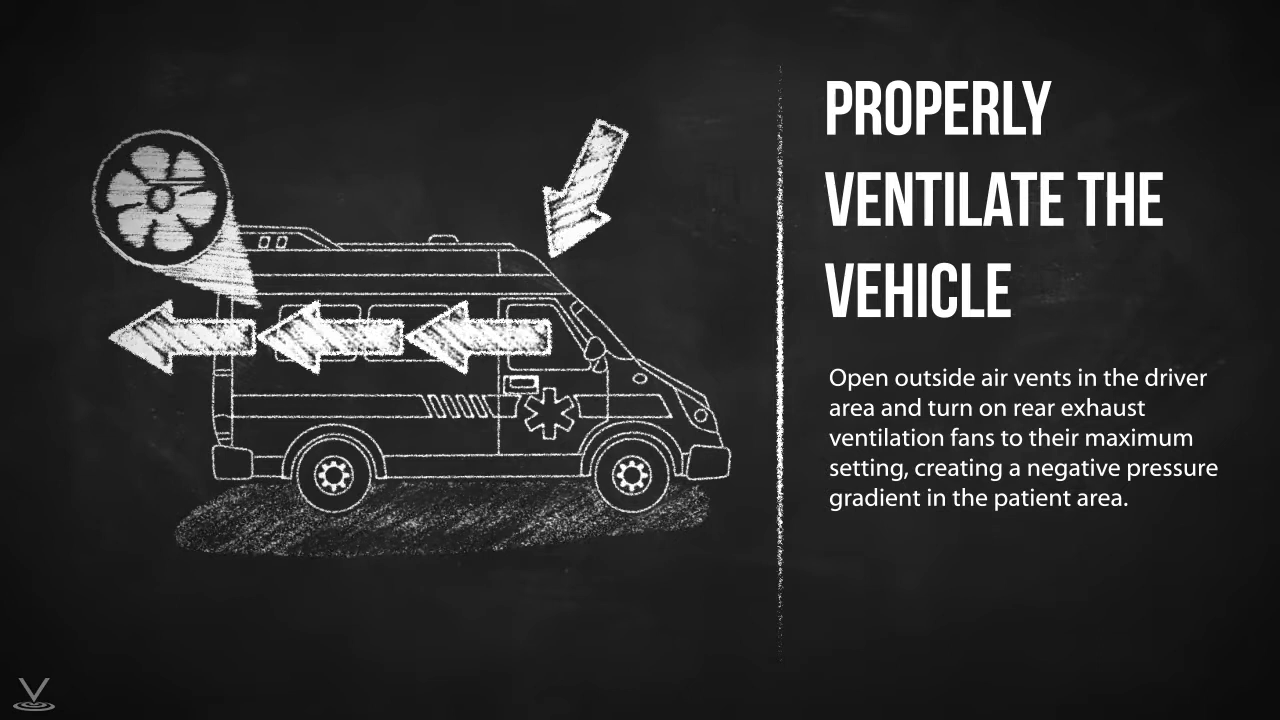 PROPERLY
VENTILATE THE
VEHICLE
Open outside air vents in the driver
area and turn on rear exhaust
ventilation fans to their maximum
setting, creating a negative pressure
gradient in the patient area.